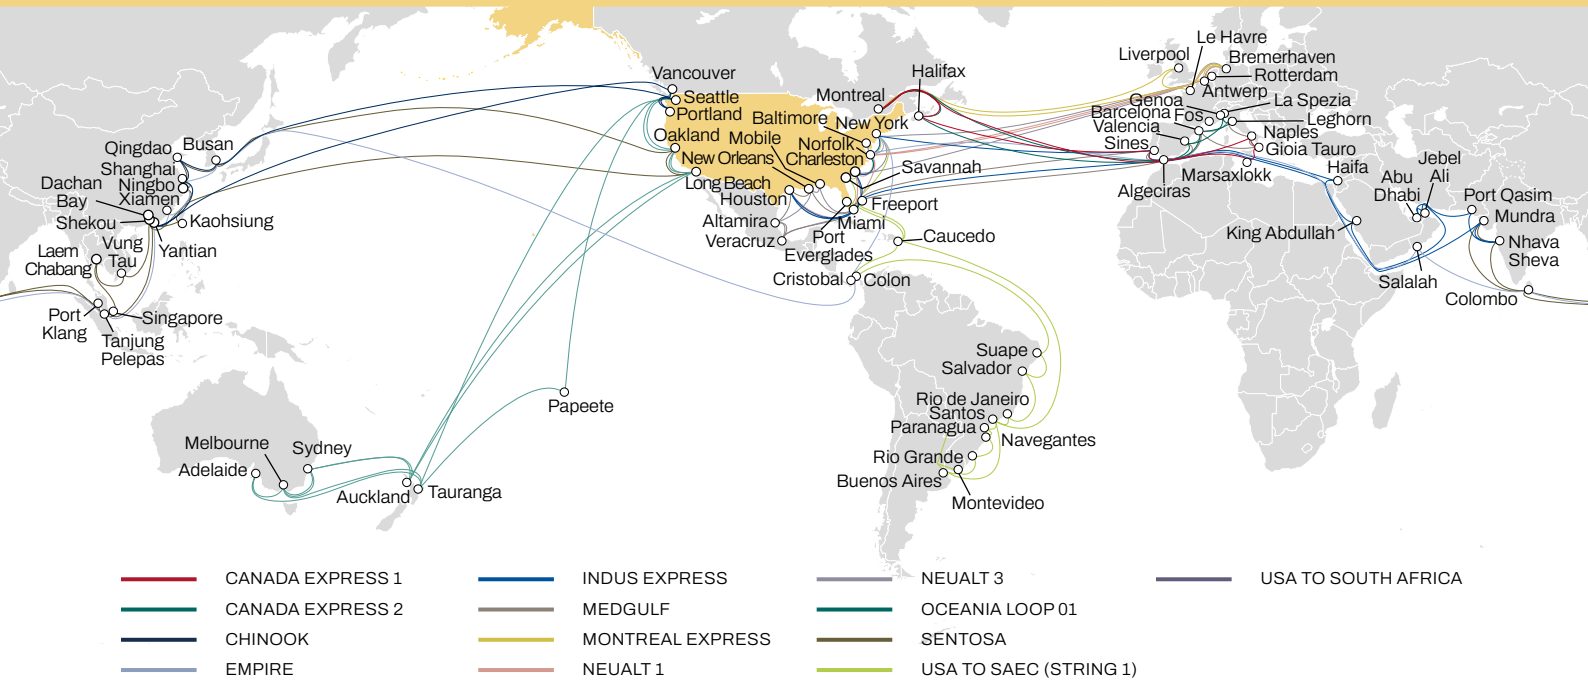 Le Havre
Liverpool
Bremerhaven
Halifax
Rotterdam
Vancouver
Antwerp
Montreal
Seattle
Genoa
La Spezia
Portland
Baltimore
Barcelona
Fos
Leghorn
New York
Valencia
Naples
Oakland
Mobile
Norfolk
Sines
Gioia Tauro
Qingdao
Busan
New Orleans
Charleston
Savannah
Haifa
Jebel
Ali
Shanghai
Marsaxlokk
Abu
Dhabi
Ningbo
Long Beach
Algeciras
Port Qasim
Dachan
Bay
Xiamen
Houston
Freeport
Mundra
Shekou
Kaohsiung
Altamira
Miami
King Abdullah
Vung
Tau
Yantian
Veracruz
Port
Everglades
Caucedo
Nhava
Sheva
Laem
Chabang
Cristobal
Colon
Salalah
Colombo
Port
Klang
Singapore
Tanjung
Pelepas
Suape
Salvador
Papeete
Rio de Janeiro
Santos
Paranagua
Navegantes
Melbourne
Sydney
Rio Grande
Adelaide
Buenos Aires
Auckland
Tauranga
Montevideo
CANADA EXPRESS 1
CANADA EXPRESS 2
CHINOOK
EMPIRE
INDUS EXPRESS
MEDGULF
MONTREAL EXPRESS
NEUALT 1
NEUALT 3
OCEANIA LOOP 01
SENTOSA
USA TO SAEC (STRING 1)
USA TO SOUTH AFRICA